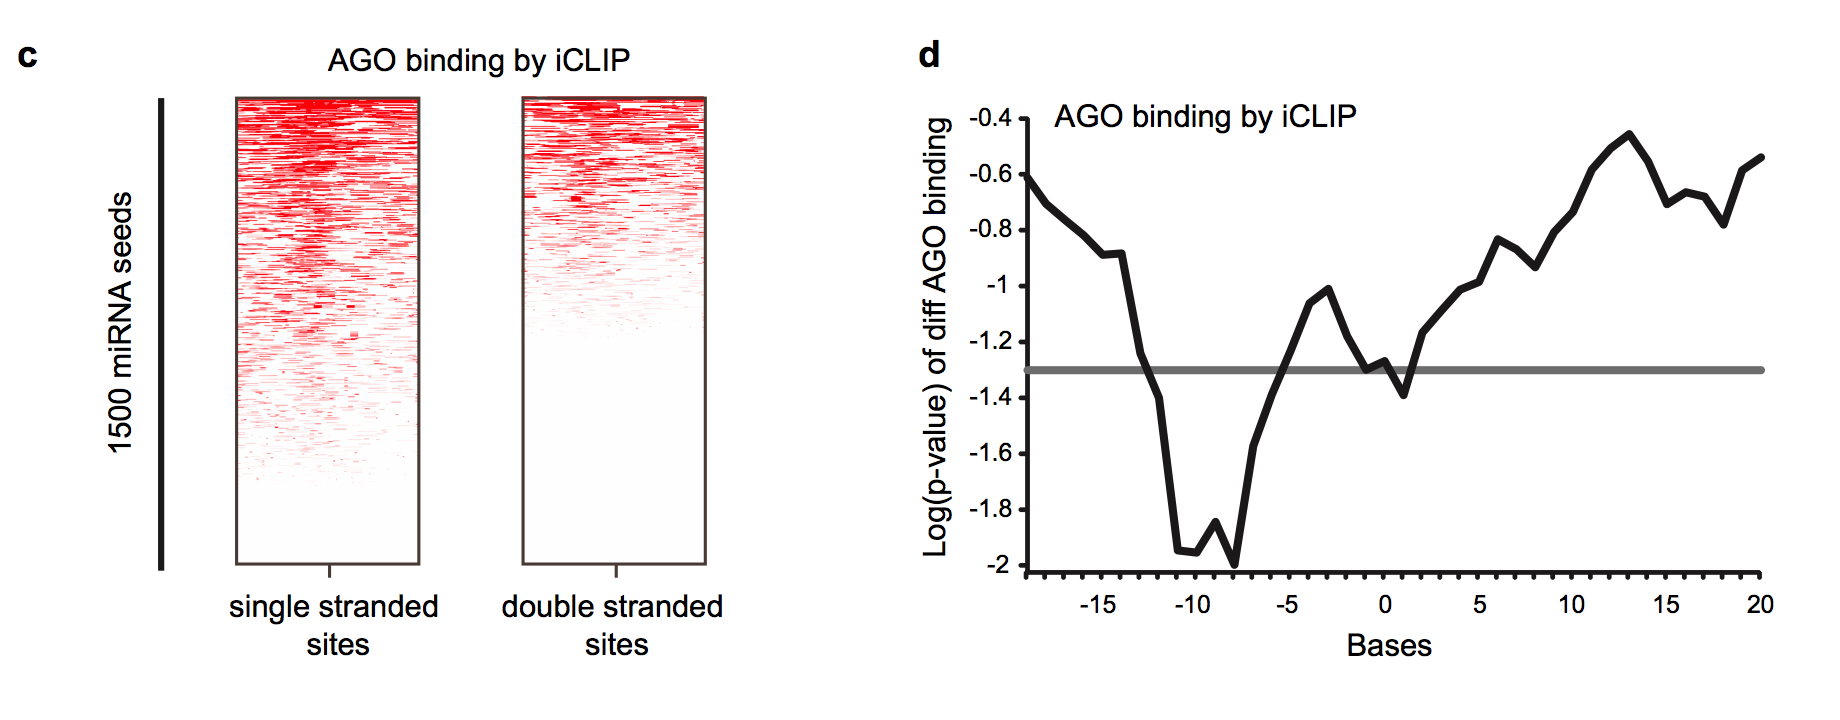 c
AGO binding by iCLIP
1500 miRNA seeds
single stranded
sites
double stranded
sites
d
AGO binding by iCLIP
Log(p-value) of diff AGO binding
-0.4
-0.6
-0.8
-1
-1.2
-1.4
-1.6
-1.8
-2
-15 -10 -5 0 5 10 15 20
Bases